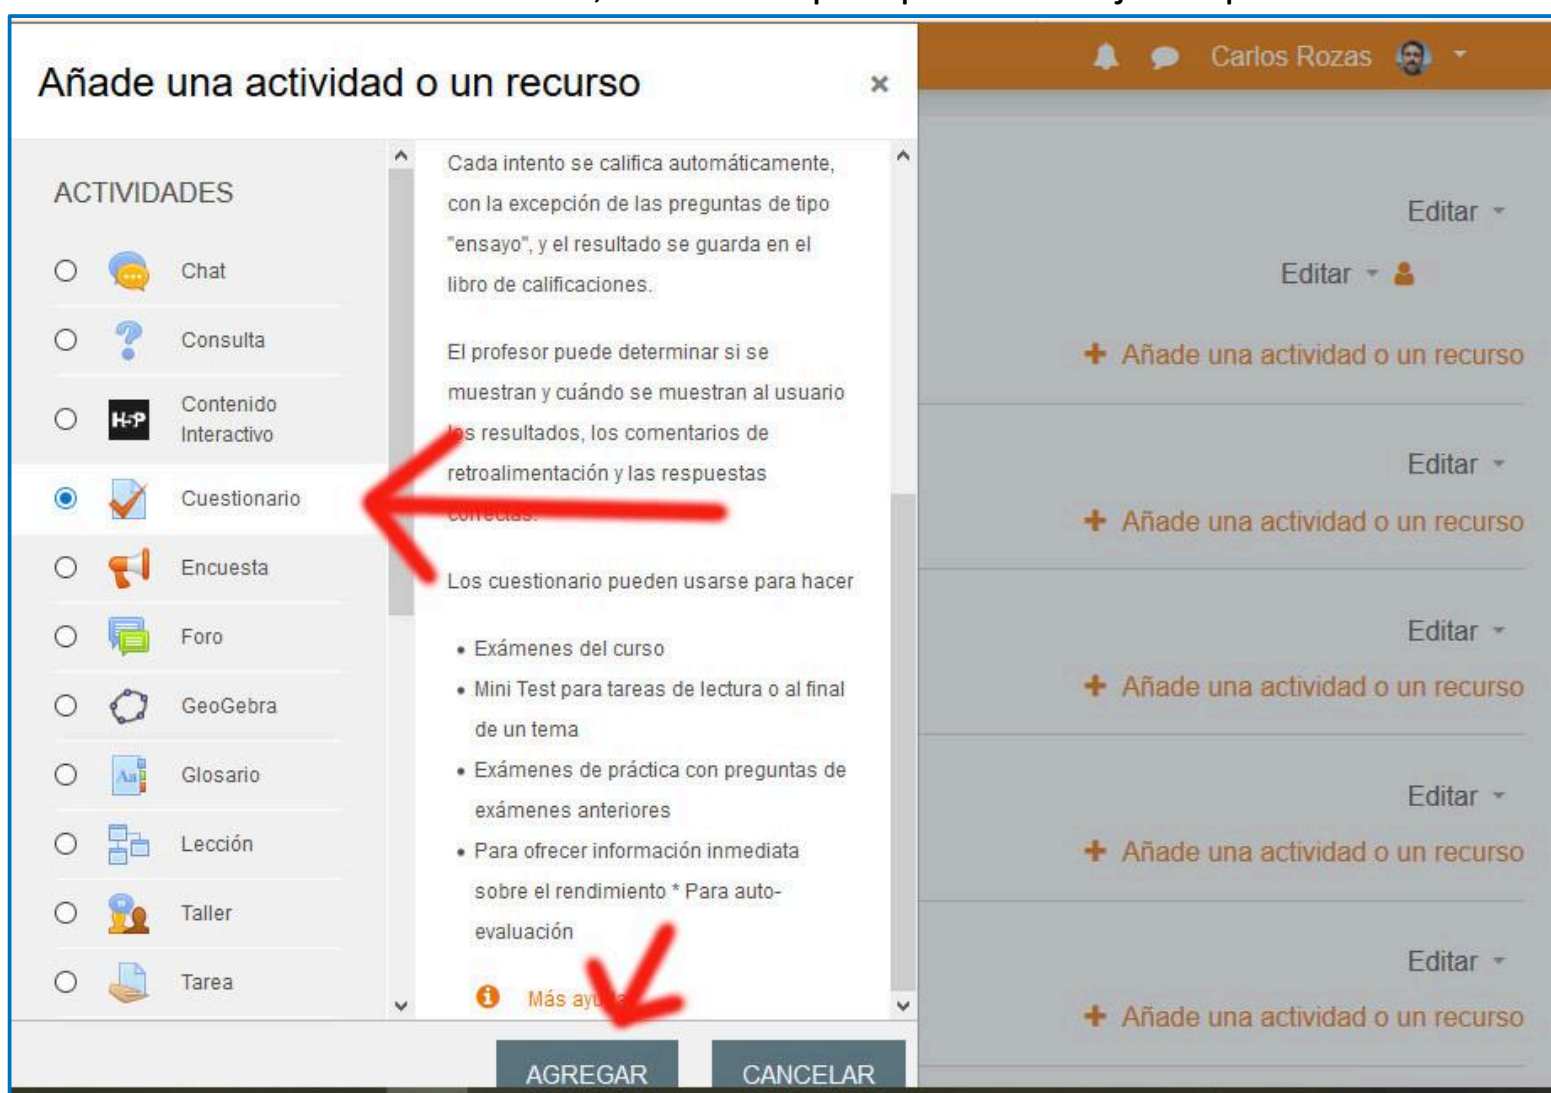 Carlos Rozas
Añade una actividad o un recurso
ACTIVIDADES
Chat
Consulta
H5P
Contenido
Interactivo
Cuestionario
Encuesta
Foro
GeoGebra
Aa
Glosario
Lección
Taller
Tarea
Cada intento se califica automáticamente,
con la excepción de las preguntas de tipo
"ensayo", y el resultado se guarda en el
libro de calificaciones.
El profesor puede determinar si se
muestran y cuándo se muestran al usuario
los resultados, los comentarios de
retroalimentación y las respuestas
correctas.
Los cuestionario pueden usarse para hacer
• Exámenes del curso
• Mini Test para tareas de lectura o al final
de un tema
• Exámenes de práctica con preguntas de
exámenes anteriores
• Para ofrecer información inmediata
sobre el rendimiento * Para auto-
evaluación
Más ayuda
AGREGAR
CANCELAR
Editar
Editar
Añade una actividad o un recurso
Editar
Añade una actividad o un recurso
Editar
Añade una actividad o un recurso
Editar
Añade una actividad o un recurso
Editar
Añade una actividad o un recurso